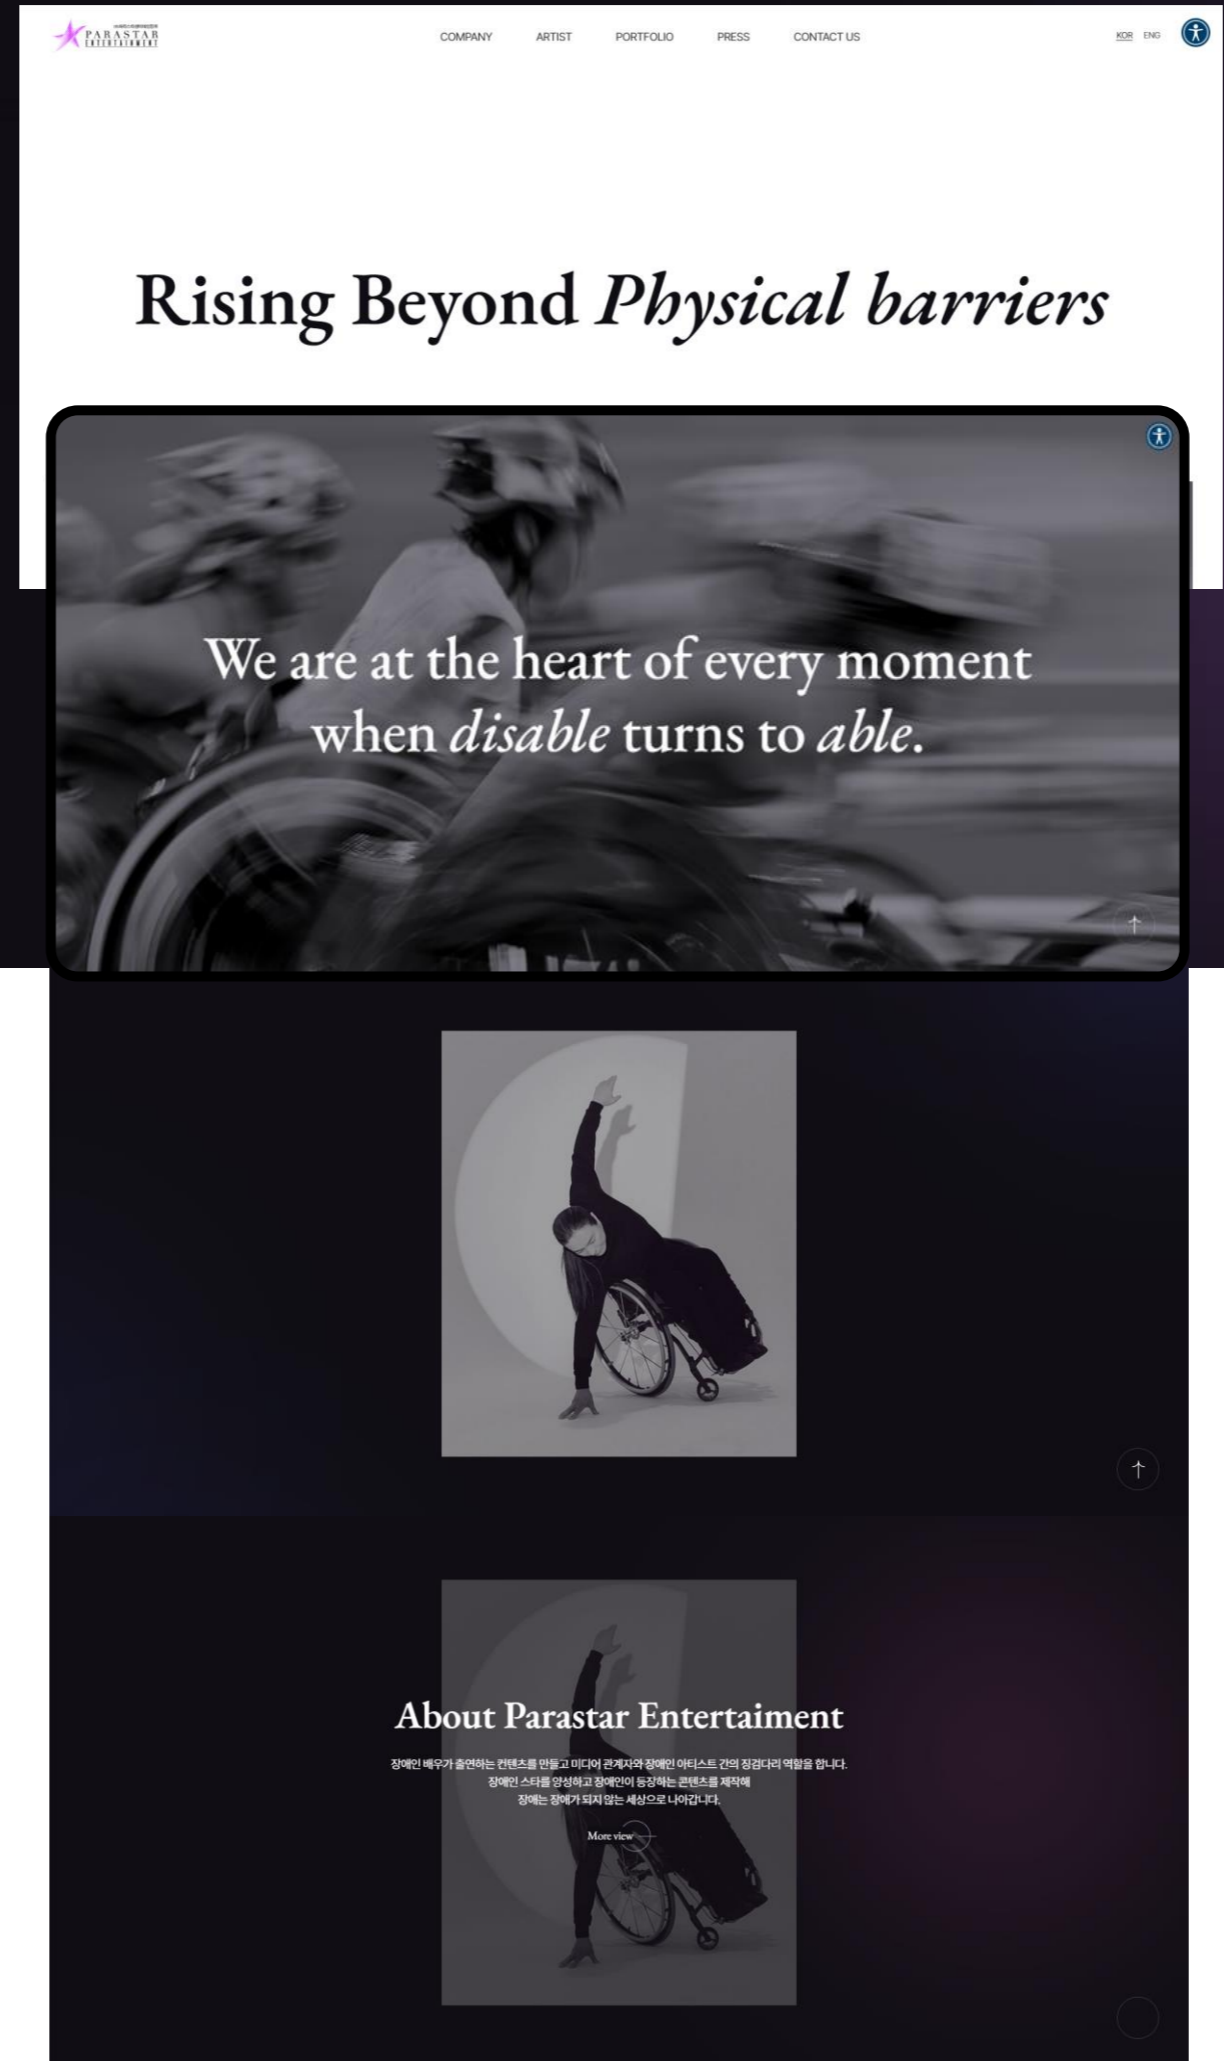 PARASTAR
ENTERTAINMENT
COMPANY
ARTIST
PORTFOLIO
PRESS
CONTACT US
KOR
ENG
Rising Beyond Physical barriers
We are at the heart of every moment
when disable turns to able.
About Parastar Entertaiment
장애인 배우가 출연하는 컨텐츠를 만들고 미디어 관계자와 장애인 아티스트 간의 징검다리 역할을 합니다.
장애인 스타를 양성하고 장애인이 등장하는 콘텐츠를 제작해
장애는 장애가 되지 않는 세상으로 나아갑니다.
More view